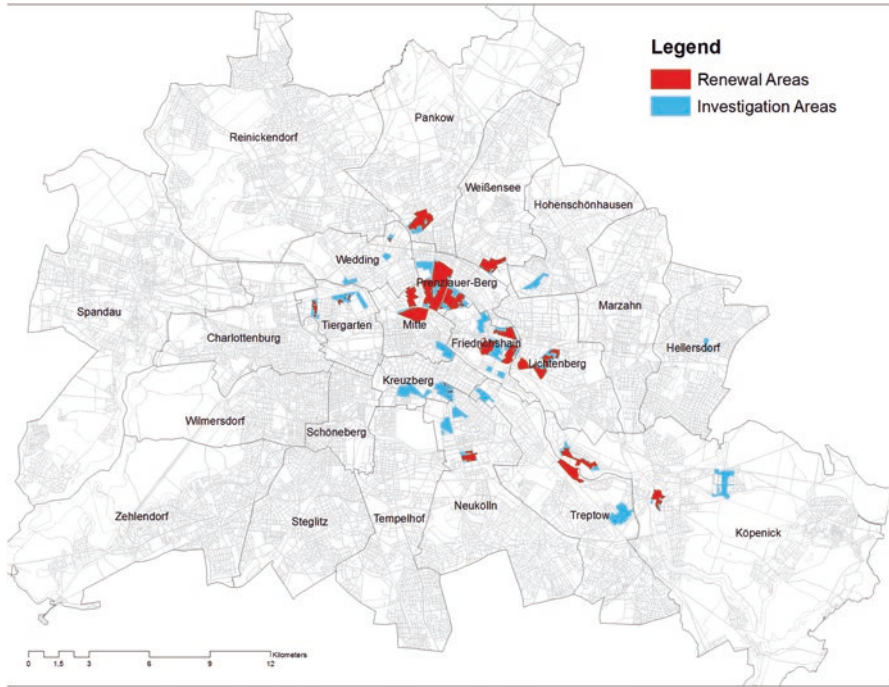 Legend
Renewal Areas
Investigation Areas
Pankow
Reinickendorf
Weißensee
Hohenschönhausen
Wedding
Prenzlauer-Berg
Marzahn
Spandau
Tiergarten
Mitte
Charlottenburg
Friedrichshain
Hellersdorf
Lichtenberg
Kreuzberg
Wilmersdorf
Schöneberg
Zehlendorf
Steglitz
Tempelhof
Neukölln
Treptow
Köpenick
0 1,5 3 6 9 12 Kilometers